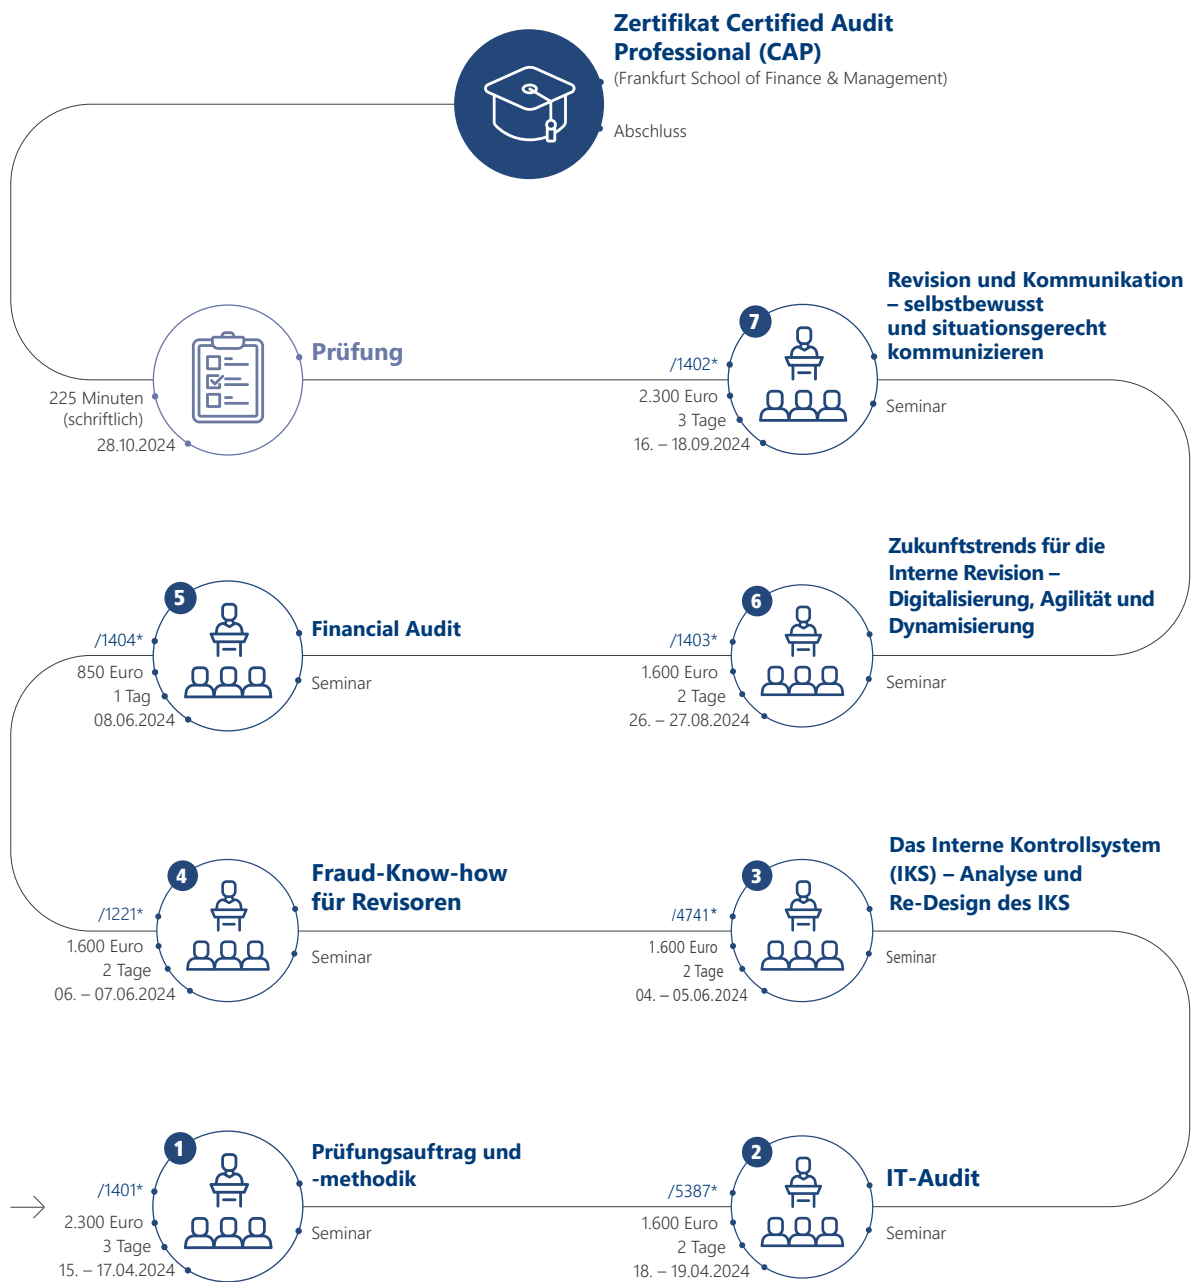 Zertifikat Certified Audit
Professional (CAP)
(Frankfurt School of Finance & Management)
Abschluss
Prüfung
225 Minuten
(schriftlich)
28.10.2024
7
Revision und Kommunikation
– selbstbewusst
und situationsgerecht
kommunizieren
/1402*
2.300 Euro
3 Tage
16. – 18.09.2024
Seminar
5
Financial Audit
/1404*
850 Euro
1 Tag
08.06.2024
Seminar
6
Zukunftstrends für die
Interne Revision –
Digitalisierung, Agilität und
Dynamisierung
/1403*
1.600 Euro
2 Tage
26. – 27.08.2024
Seminar
4
Fraud-Know-how
für Revisoren
/1221*
1.600 Euro
2 Tage
06. – 07.06.2024
Seminar
3
Das Interne Kontrollsystem
(IKS) – Analyse und
Re-Design des IKS
/4741*
1.600 Euro
2 Tage
04. – 05.06.2024
Seminar
1
Prüfungsauftrag und
-methodik
/1401*
2.300 Euro
3 Tage
15. – 17.04.2024
Seminar
2
IT-Audit
/5387*
1.600 Euro
2 Tage
18. – 19.04.2024
Seminar